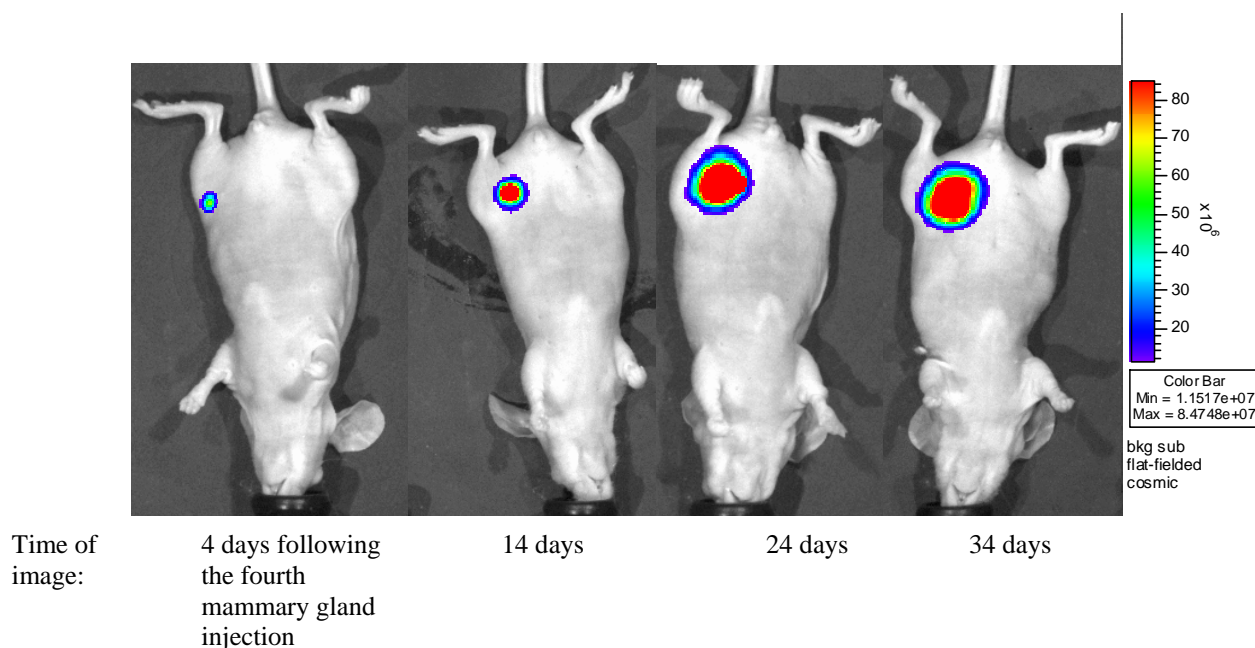 80
70
60
50
40
30
20
x10⁶
Color Bar
Min = 1.1517e+07
Max = 8.4748e+07
bkg sub
flat-fielded
cosmic
Time of
image:
4 days following
the fourth
mammary gland
injection
14 days
24 days
34 days